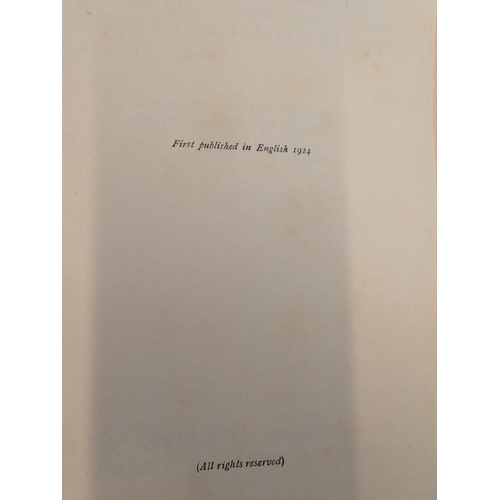 First published in English 1924
(All rights reserved)